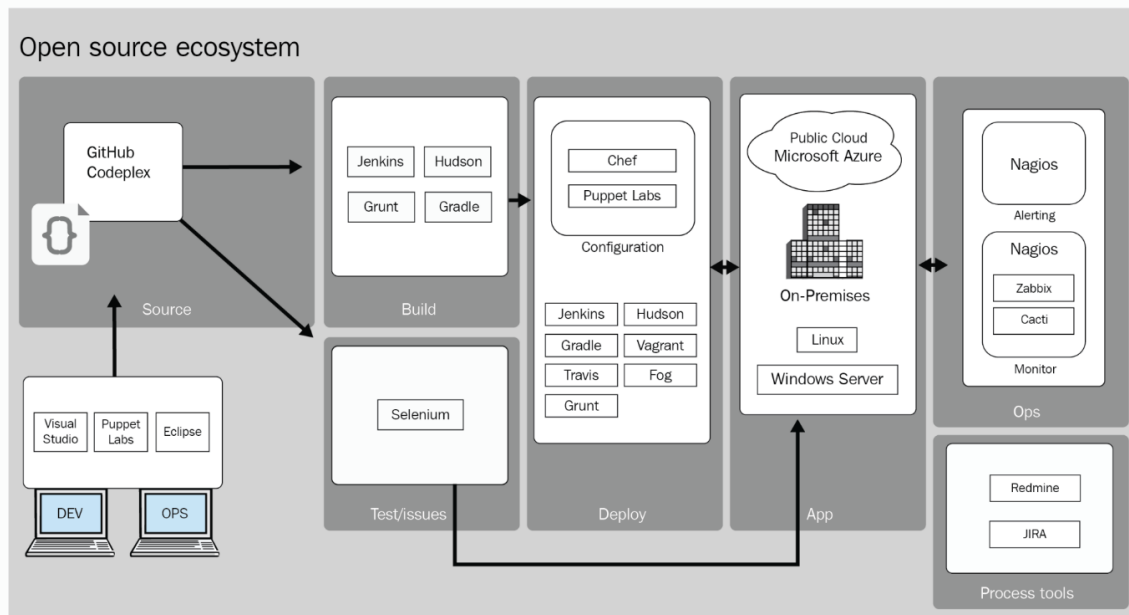 Open source ecosystem
GitHub
Codeplex
{}
Source
Visual
Studio
Puppet
Labs
Eclipse
DEV
OPS
Jenkins
Hudson
Grunt
Gradle
Build
Selenium
Test/issues
Chef
Puppet Labs
Configuration
Jenkins
Hudson
Gradle
Vagrant
Travis
Fog
Grunt
Deploy
Public Cloud
Microsoft Azure
On-Premises
Linux
Windows Server
App
Nagios
Alerting
Nagios
Zabbix
Cacti
Monitor
Ops
Redmine
JIRA
Process tools